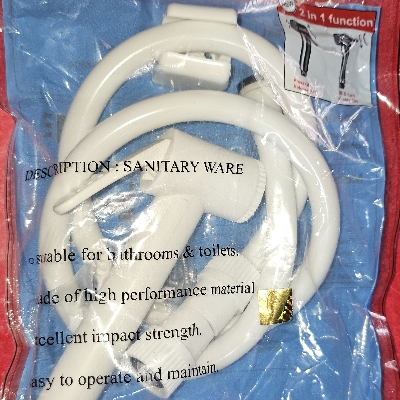 2 in 1 function
DESCRIPTION : SANITARY WARE
suitable for bathrooms & toilets.
ade of high performance material
xcellent impact strength.
asy to operate and maintain.